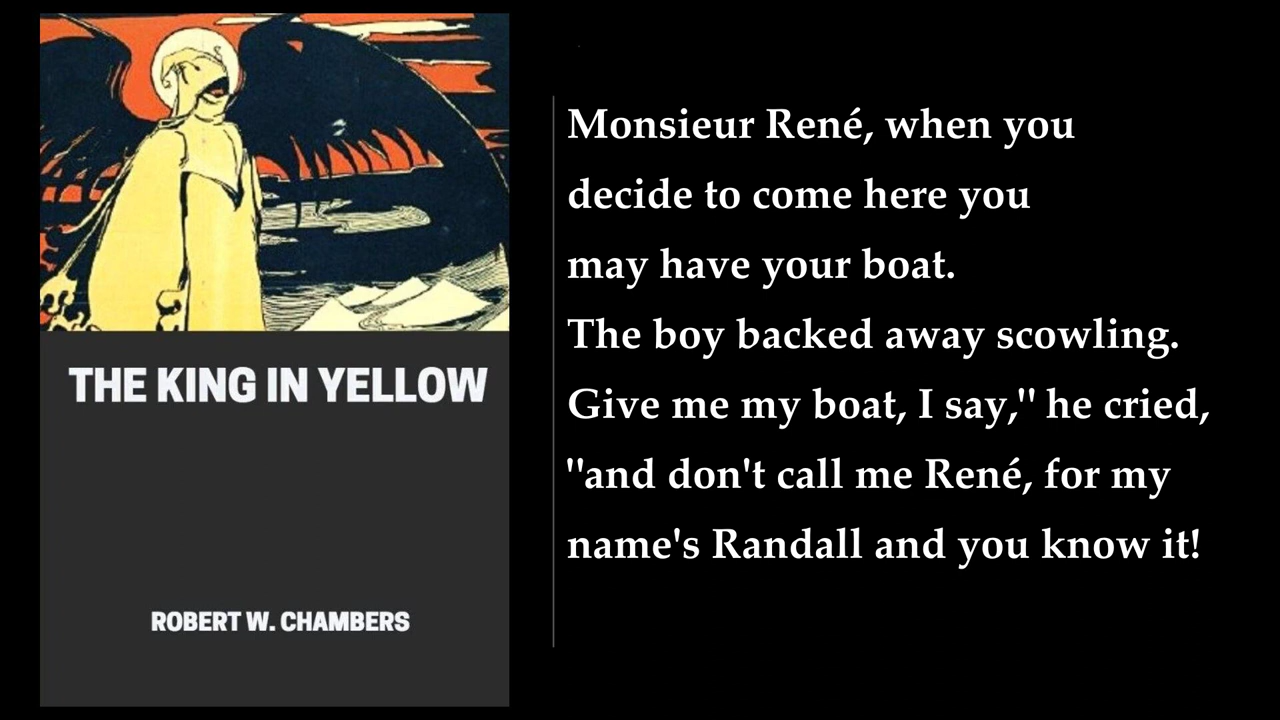 THE KING IN YELLOW
ROBERT W. CHAMBERS
Monsieur René, when you
decide to come here you
may have your boat.
The boy backed away scowling.
Give me my boat, I say," he cried,
"and don't call me René, for my
name's Randall and you know it!